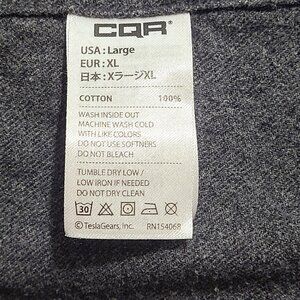 CQR®
USA : Large
EUR : XL
日本 : XラージXL
COTTON 100%
WASH INSIDE OUT
MACHINE WASH COLD
WITH LIKE COLORS
DO NOT USE SOFTNERS
DO NOT BLEACH
TUMBLE DRY LOW /
LOW IRON IF NEEDED
DO NOT DRY CLEAN
30
© TeslaGears, Inc. RN154068